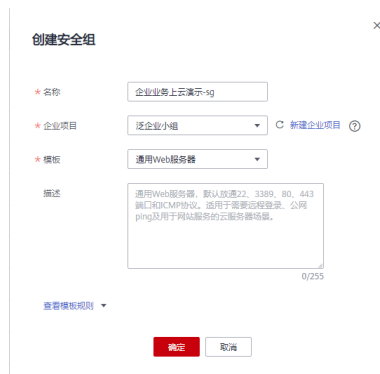 创建安全组
* 名称 企业业务上云演示-sg
* 企业项目 泛企业小组 新建企业项目 ?
* 模板 通用Web服务器
描述 通用Web服务器，默认放通22、3389、80、443
端口和ICMP协议。适用于需要远程登录、公网
ping及用于网站服务的云服务器场景。
0/255
查看模板规则
确定 取消